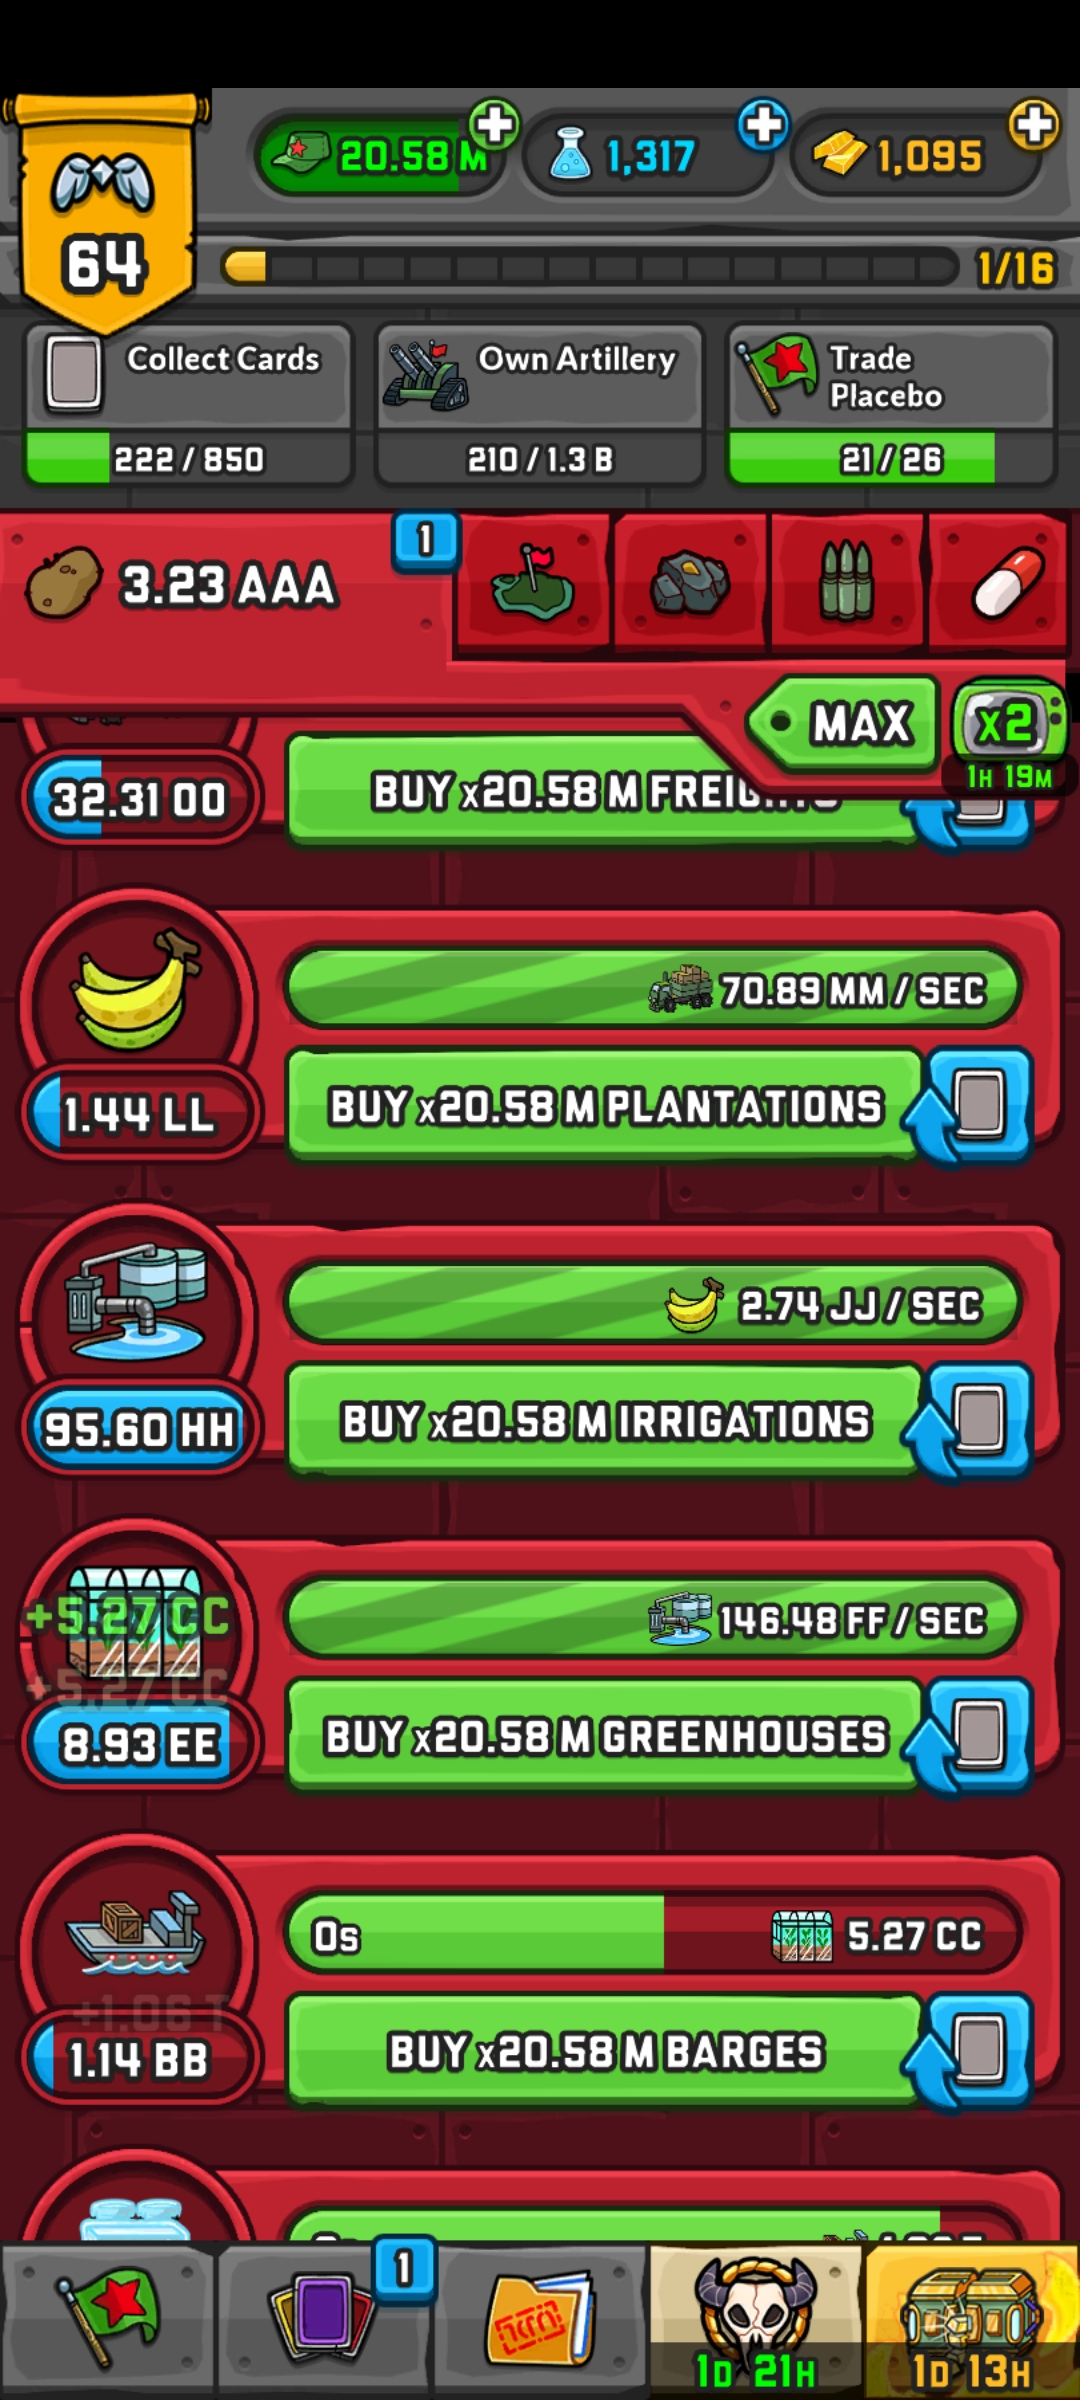 20.58 M
1,317
1,095
64
1/16
Collect Cards
222 / 850
Own Artillery
210 / 1.3 B
Trade
Placebo
21 / 26
3.23 AAA
1
MAX
X2
1H 19M
32.31 OO
BUY x20.58 M FREIGHTS
70.89 MM / SEC
1.44 LL
BUY x20.58 M PLANTATIONS
2.74 JJ / SEC
95.60 HH
BUY x20.58 M IRRIGATIONS
+5.27 CC
+5.27 CC
146.48 FF / SEC
8.93 EE
BUY x20.58 M GREENHOUSES
0s
5.27 CC
+1.06 T
1.14 BB
BUY x20.58 M BARGES
1
1D 21H
1D 13H